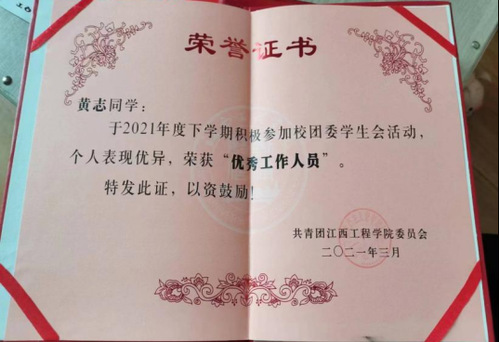 荣誉证书
黄志同学：
于2021年度下学期积极参加校团委学生会活动，
个人表现优异，荣获“优秀工作人员”。
特发此证，以资鼓励！
共青团江西工程学院委员会
二〇二一年三月